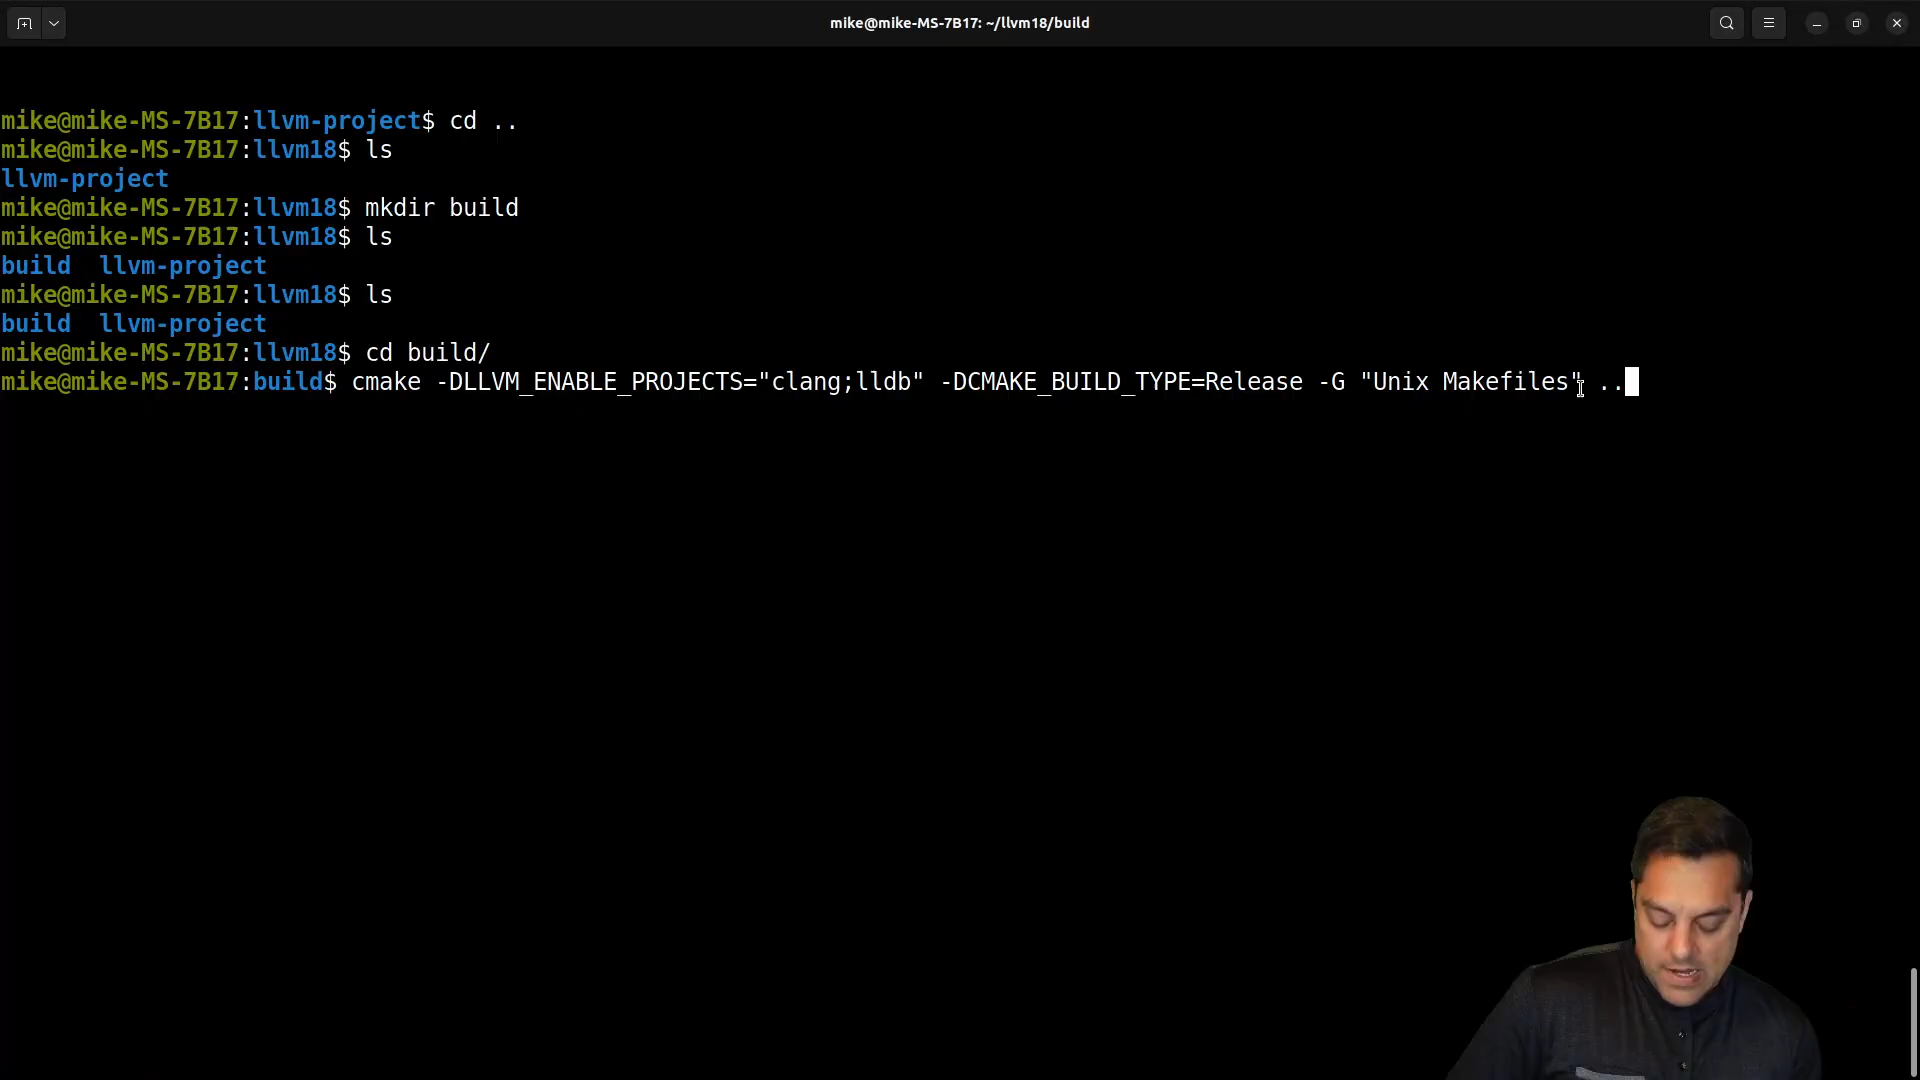 mike@mike-MS-7B17: ~/llvm18/build
mike@mike-MS-7B17:llvm-project$ cd ..
mike@mike-MS-7B17:llvm18$ ls
llvm-project
mike@mike-MS-7B17:llvm18$ mkdir build
mike@mike-MS-7B17:llvm18$ ls
build  llvm-project
mike@mike-MS-7B17:llvm18$ ls
build  llvm-project
mike@mike-MS-7B17:llvm18$ cd build/
mike@mike-MS-7B17:build$ cmake -DLLVM_ENABLE_PROJECTS="clang;lldb" -DCMAKE_BUILD_TYPE=Release -G "Unix Makefiles" ..